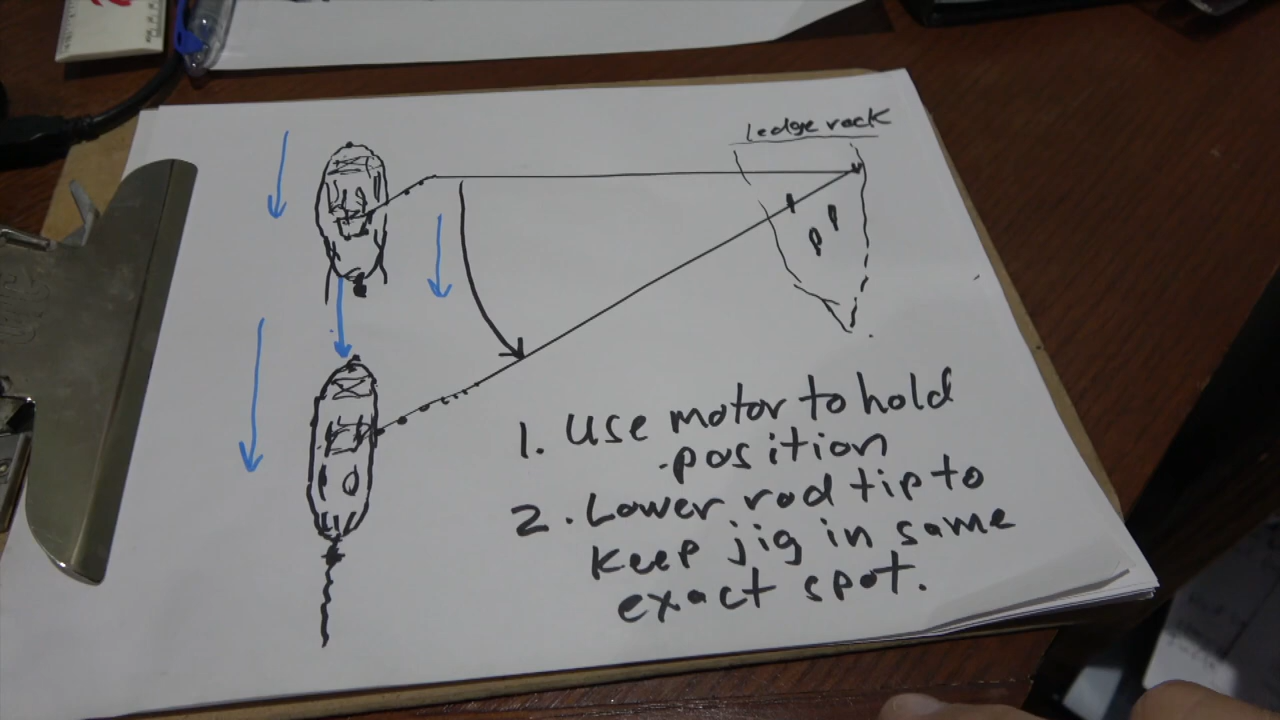 ledge rock
1. Use motor to hold
position
2. Lower rod tip to
keep jig in same
exact spot.